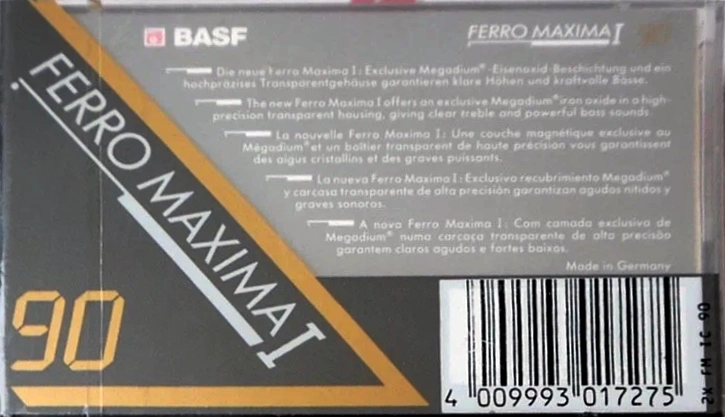 BASF
FERRO MAXIMA I 90
Die neue Ferro Maxima I: Exclusive Megadium®-Eisenoxid-Beschichtung und ein
hochpräzises Transparentgehäuse garantieren klare Höhen und kraftvolle Bässe.
The new Ferro Maxima I offers an exclusive Megadium® iron oxide in a high-
precision transparent housing, giving clear treble and powerful bass sounds.
La nouvelle Ferro Maxima I: Une couche magnétique exclusive au
Mégadium® et un boîtier transparent de haute précision vous garantissent
des aigus cristallins et des graves puissants.
La nueva Ferro Maxima I: Exclusivo recubrimiento Megadium®
y carcasa transparente de alta precisión garantizan agudos nítidos y
graves sonoros.
A nova Ferro Maxima I: Com camada exclusiva de
Megadium® numa carcaça transparente de alta precisão
garantem claros agudos e fortes baixos.
Made in Germany
FERRO MAXIMA I
90
4 009993 017275
2X FM IC 90